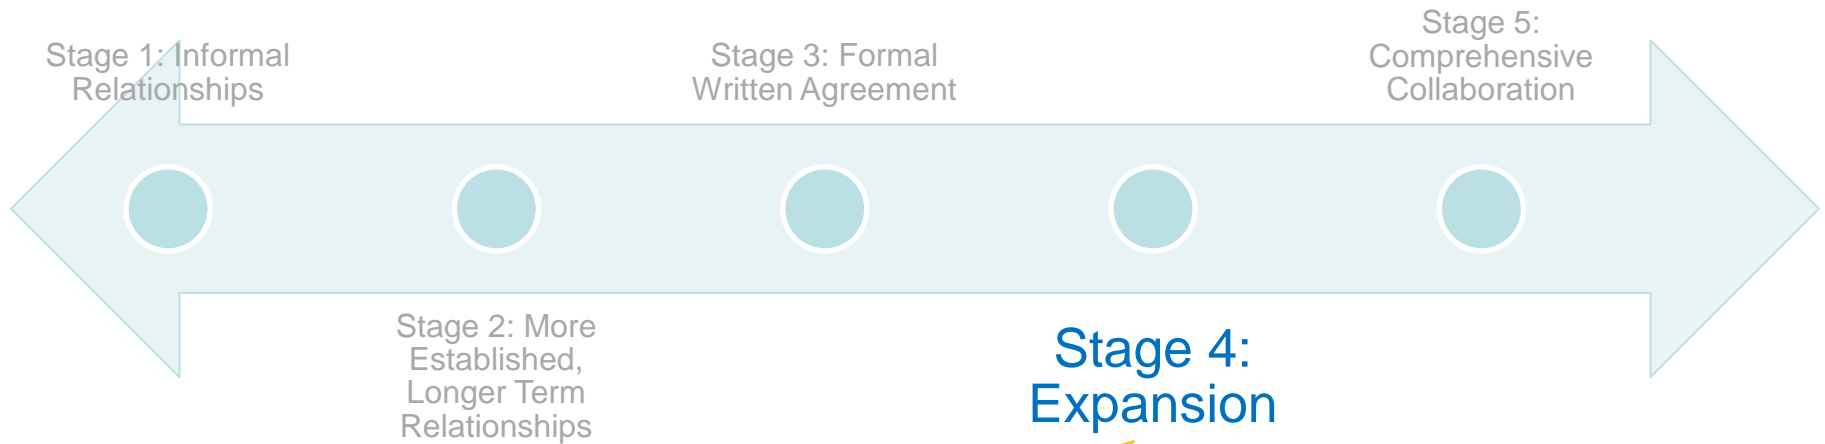 Stage 1: Informal
Relationships
Stage 2: More
Established,
Longer Term
Relationships
Stage 3: Formal
Written Agreement
Stage 4:
Expansion
Stage 5:
Comprehensive
Collaboration